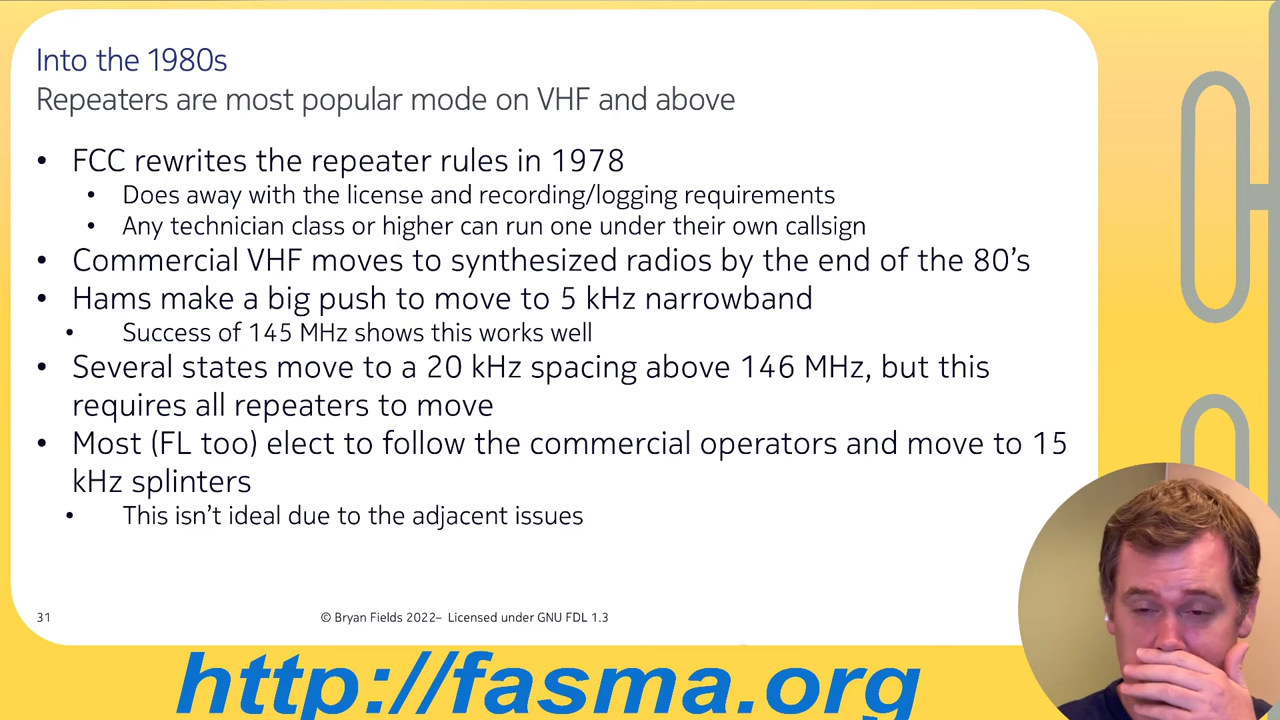 Into the 1980s
Repeaters are most popular mode on VHF and above
• FCC rewrites the repeater rules in 1978
• Does away with the license and recording/logging requirements
• Any technician class or higher can run one under their own callsign
• Commercial VHF moves to synthesized radios by the end of the 80’s
• Hams make a big push to move to 5 kHz narrowband
• Success of 145 MHz shows this works well
• Several states move to a 20 kHz spacing above 146 MHz, but this
requires all repeaters to move
• Most (FL too) elect to follow the commercial operators and move to 15
kHz splinters
• This isn’t ideal due to the adjacent issues
31
© Bryan Fields 2022– Licensed under GNU FDL 1.3
http://fasma.org